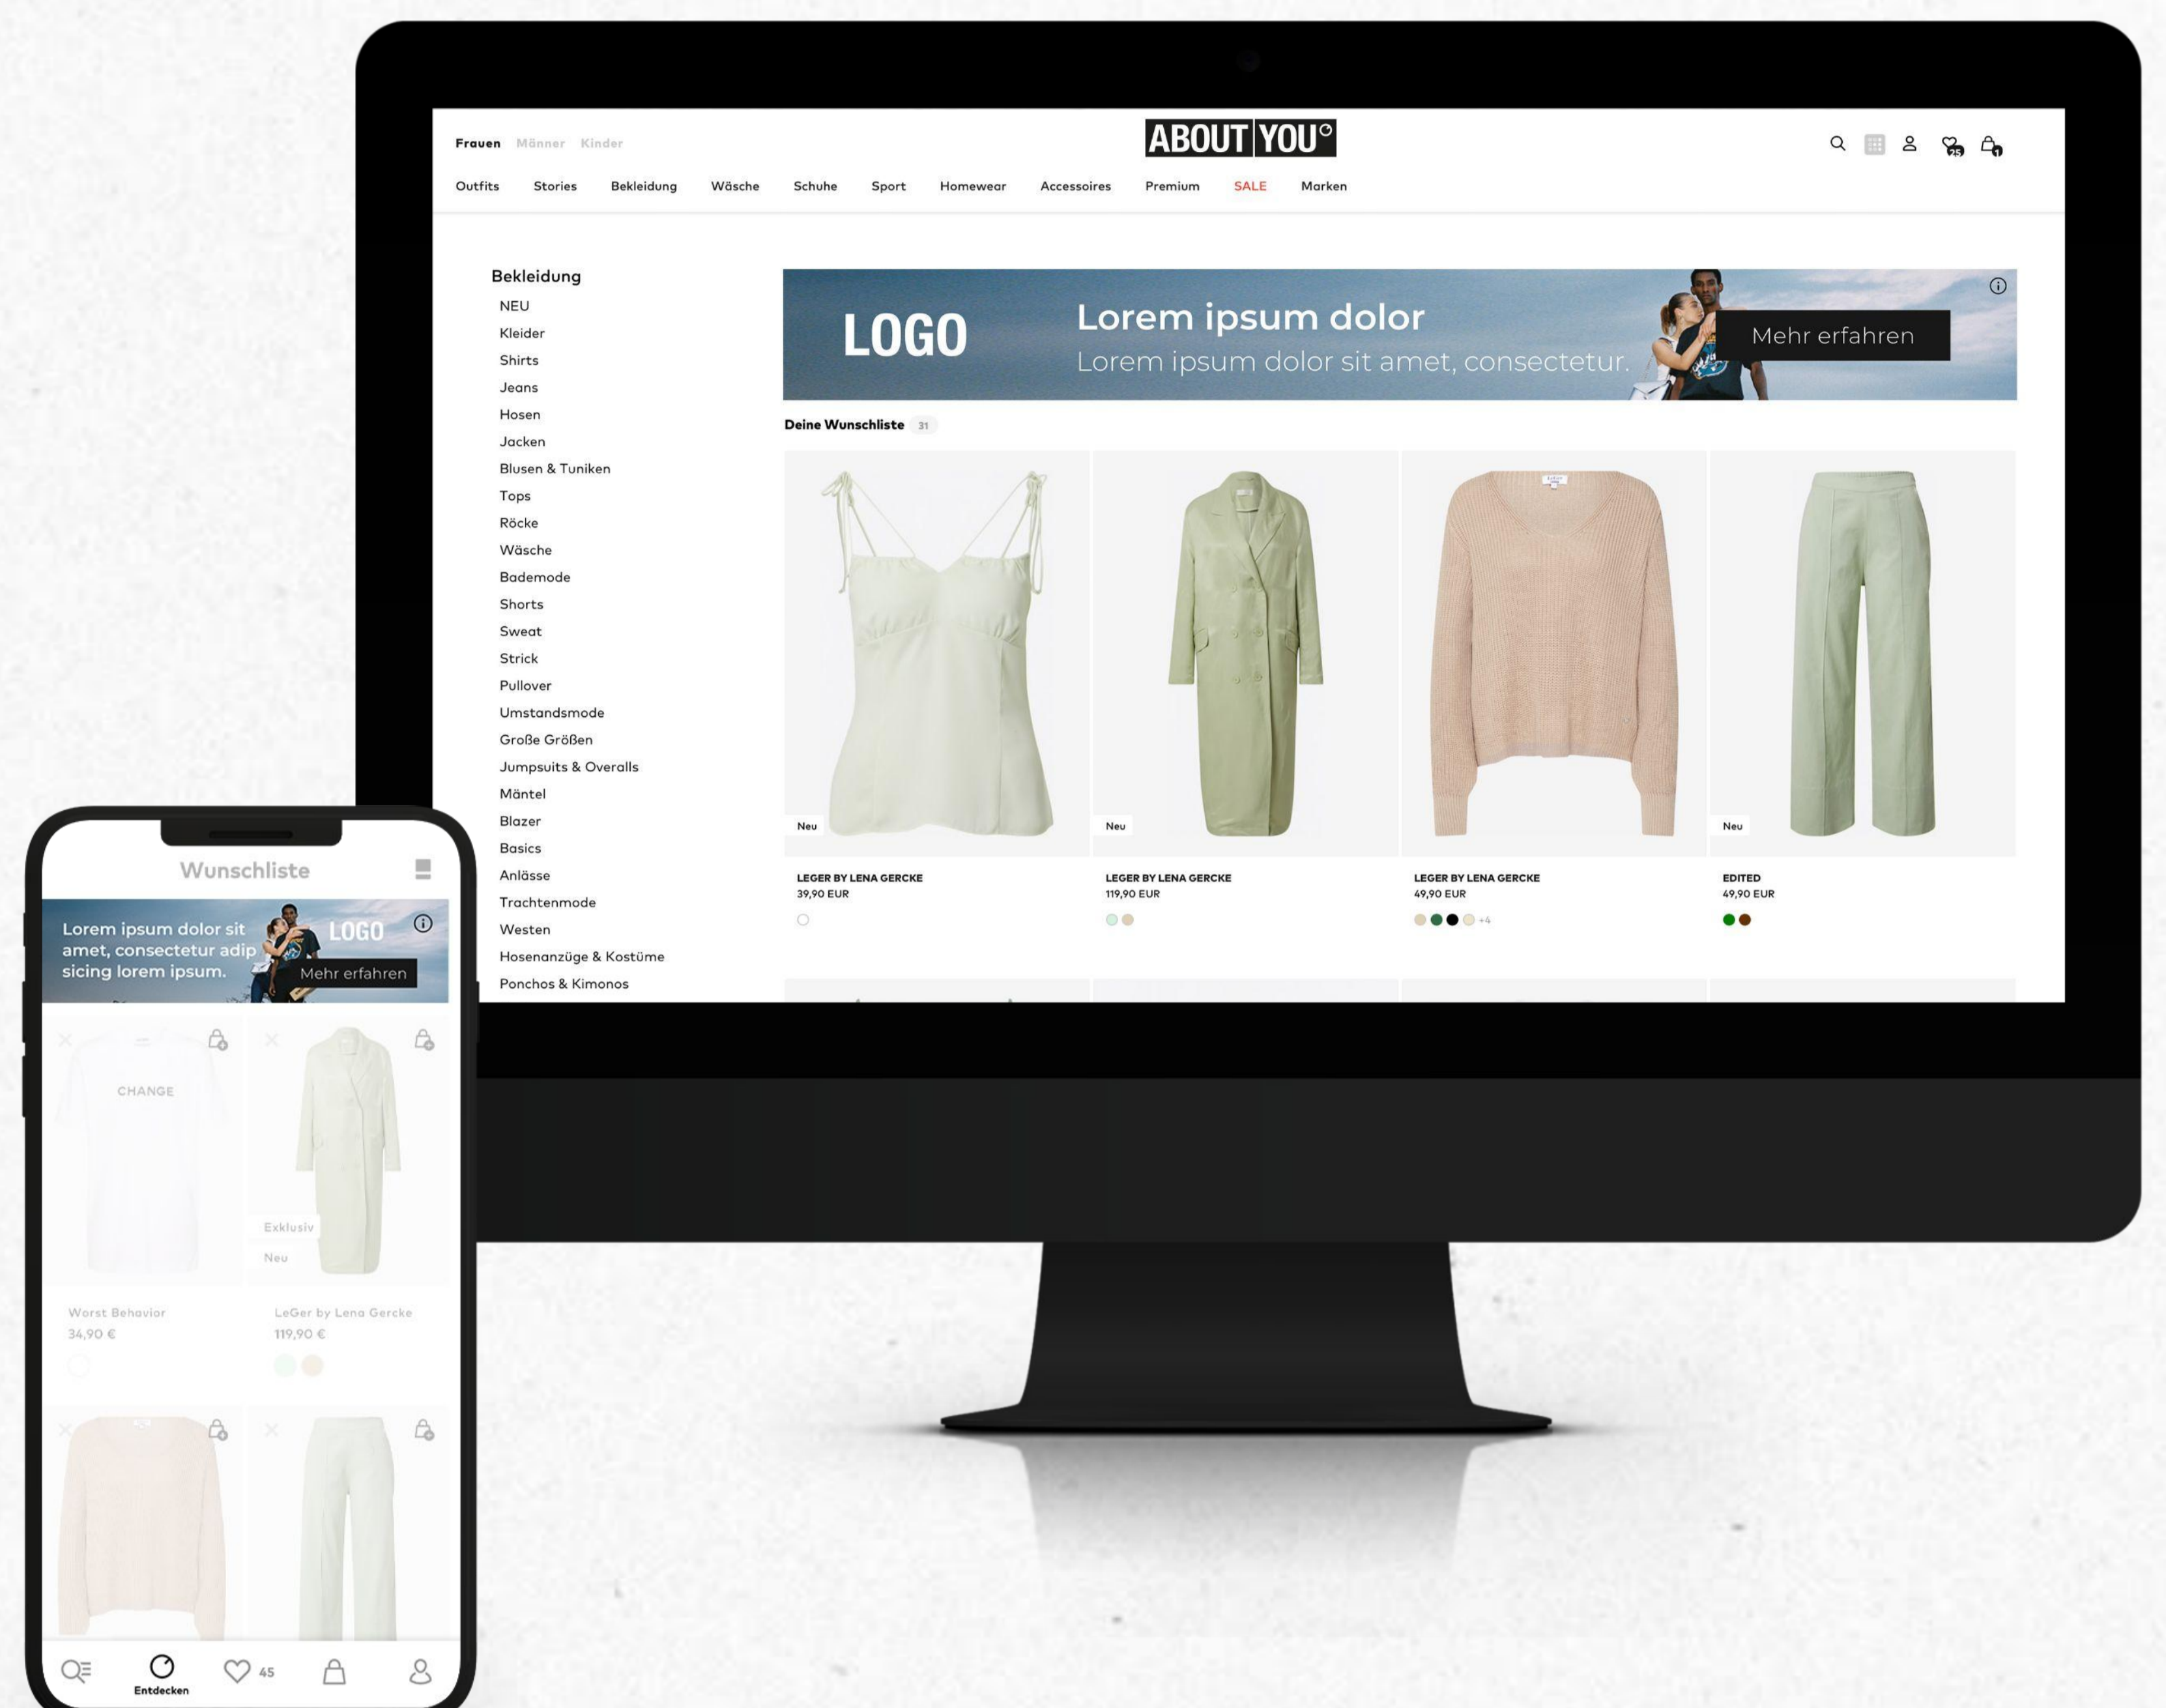 ABOUT YOU°
Frauen Männer Kinder
25
1
Outfits Stories Bekleidung Wäsche Schuhe Sport Homewear Accessoires Premium SALE Marken
Bekleidung
NEU
Kleider
Shirts
Jeans
Hosen
Jacken
Blusen & Tuniken
Tops
Röcke
Wäsche
Bademode
Shorts
Sweat
Strick
Pullover
Umstandsmode
Große Größen
Jumpsuits & Overalls
Mäntel
Blazer
Basics
Anlässe
Trachtenmode
Westen
Hosenanzüge & Kostüme
Ponchos & Kimonos
LOGO
Lorem ipsum dolor
Lorem ipsum dolor sit amet, consectetur.
Mehr erfahren
Deine Wunschliste 31
Neu
LEGER BY LENA GERCKE
39,90 EUR
Neu
LEGER BY LENA GERCKE
119,90 EUR
LEGER BY LENA GERCKE
49,90 EUR
+4
Neu
EDITED
49,90 EUR
Wunschliste
Lorem ipsum dolor sit
amet, consectetur adip
sicing lorem ipsum.
LOGO
Mehr erfahren
CHANGE
Exklusiv
Neu
Worst Behavior
34,90 €
LeGer by Lena Gercke
119,90 €
Entdecken
45